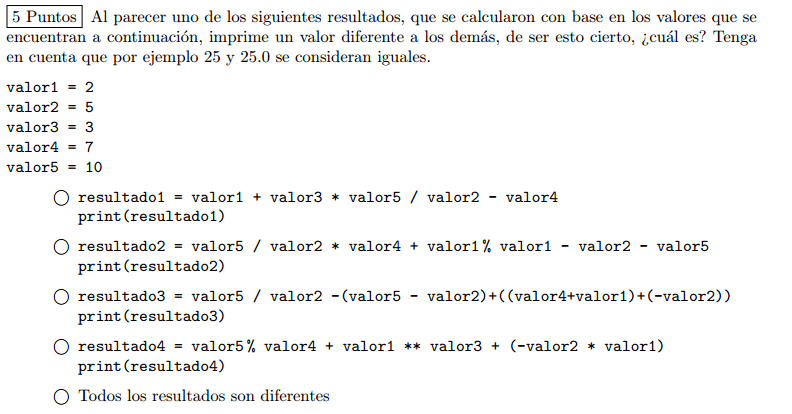 5 Puntos Al parecer uno de los siguientes resultados, que se calcularon con base en los valores que se
encuentran a continuación, imprime un valor diferente a los demás, de ser esto cierto, ¿cuál es? Tenga
en cuenta que por ejemplo 25 y 25.0 se consideran iguales.
valor1 = 2
valor2 = 5
valor3 = 3
valor4 = 7
valor5 = 10
resultado1 = valor1 + valor3 * valor5 / valor2 - valor4
print(resultado1)
resultado2 = valor5 / valor2 * valor4 + valor1% valor1 - valor2 - valor5
print(resultado2)
resultado3 = valor5 / valor2 -(valor5 - valor2)+((valor4+valor1)+(-valor2))
print(resultado3)
resultado4 = valor5% valor4 + valor1 ** valor3 + (-valor2 * valor1)
print(resultado4)
Todos los resultados son diferentes